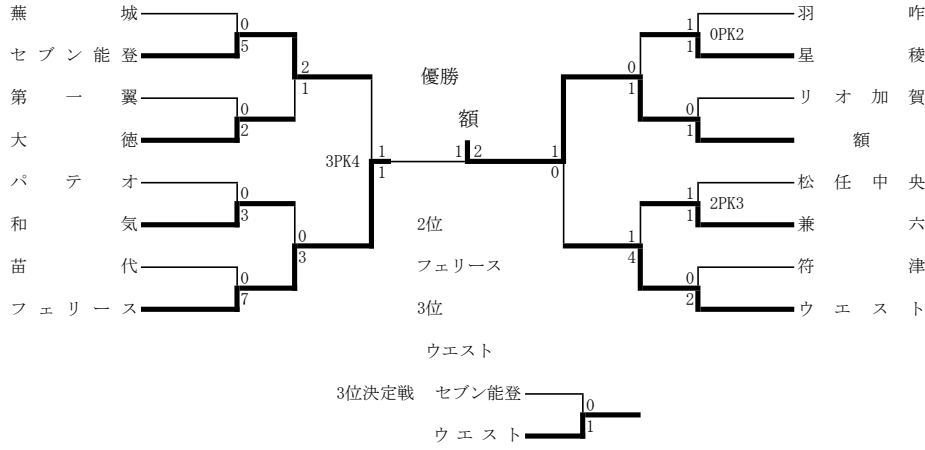 蕪城
0
5
セブン能登
2
1
第一翼
0
2
大徳
3PK4
1
1
パテオ
0
3
和気
0
3
苗代
0
7
フェリース
優勝
額
1 2
2位
フェリース
3位
ウエスト
羽咋
1
1
0PK2
星稜
0
1
リオ加賀
0
1
額
1
0
松任中央
1
1
2PK3
兼六
1
4
符津
0
2
ウエスト
3位決定戦 セブン能登
0
1
ウエスト